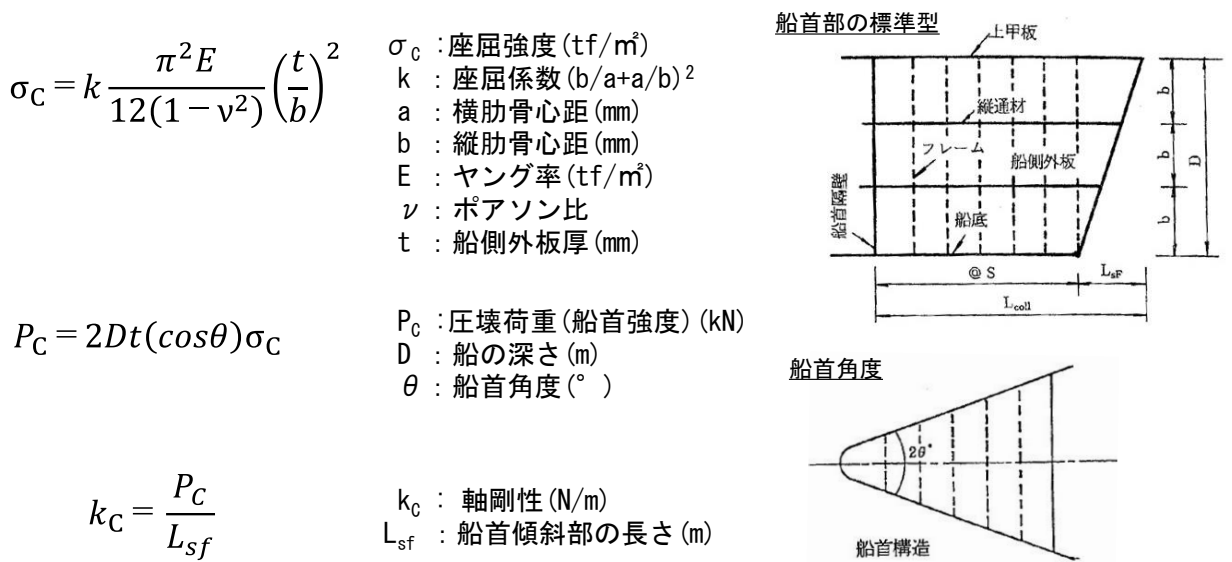 σC = k π²E / 12(1 − ν²) (t/b)²
σC :座屈強度(tf/㎡)
k : 座屈係数(b/a+a/b)²
a : 横肋骨心距(mm)
b : 縦肋骨心距(mm)
E : ヤング率(tf/㎡)
ν : ポアソン比
t : 船側外板厚(mm)
PC = 2Dt(cosθ)σC
PC :圧壊荷重(船首強度)(kN)
D : 船の深さ(m)
θ : 船首角度(°)
kC = PC / Lsf
kC : 軸剛性(N/m)
Lsf : 船首傾斜部の長さ(m)
船首部の標準型
上甲板
縦通材
フレーム
船側外板
船首隔壁
船底
b
b
b
D
@ S
LsF
Lcoll
船首角度
2θ°
船首構造